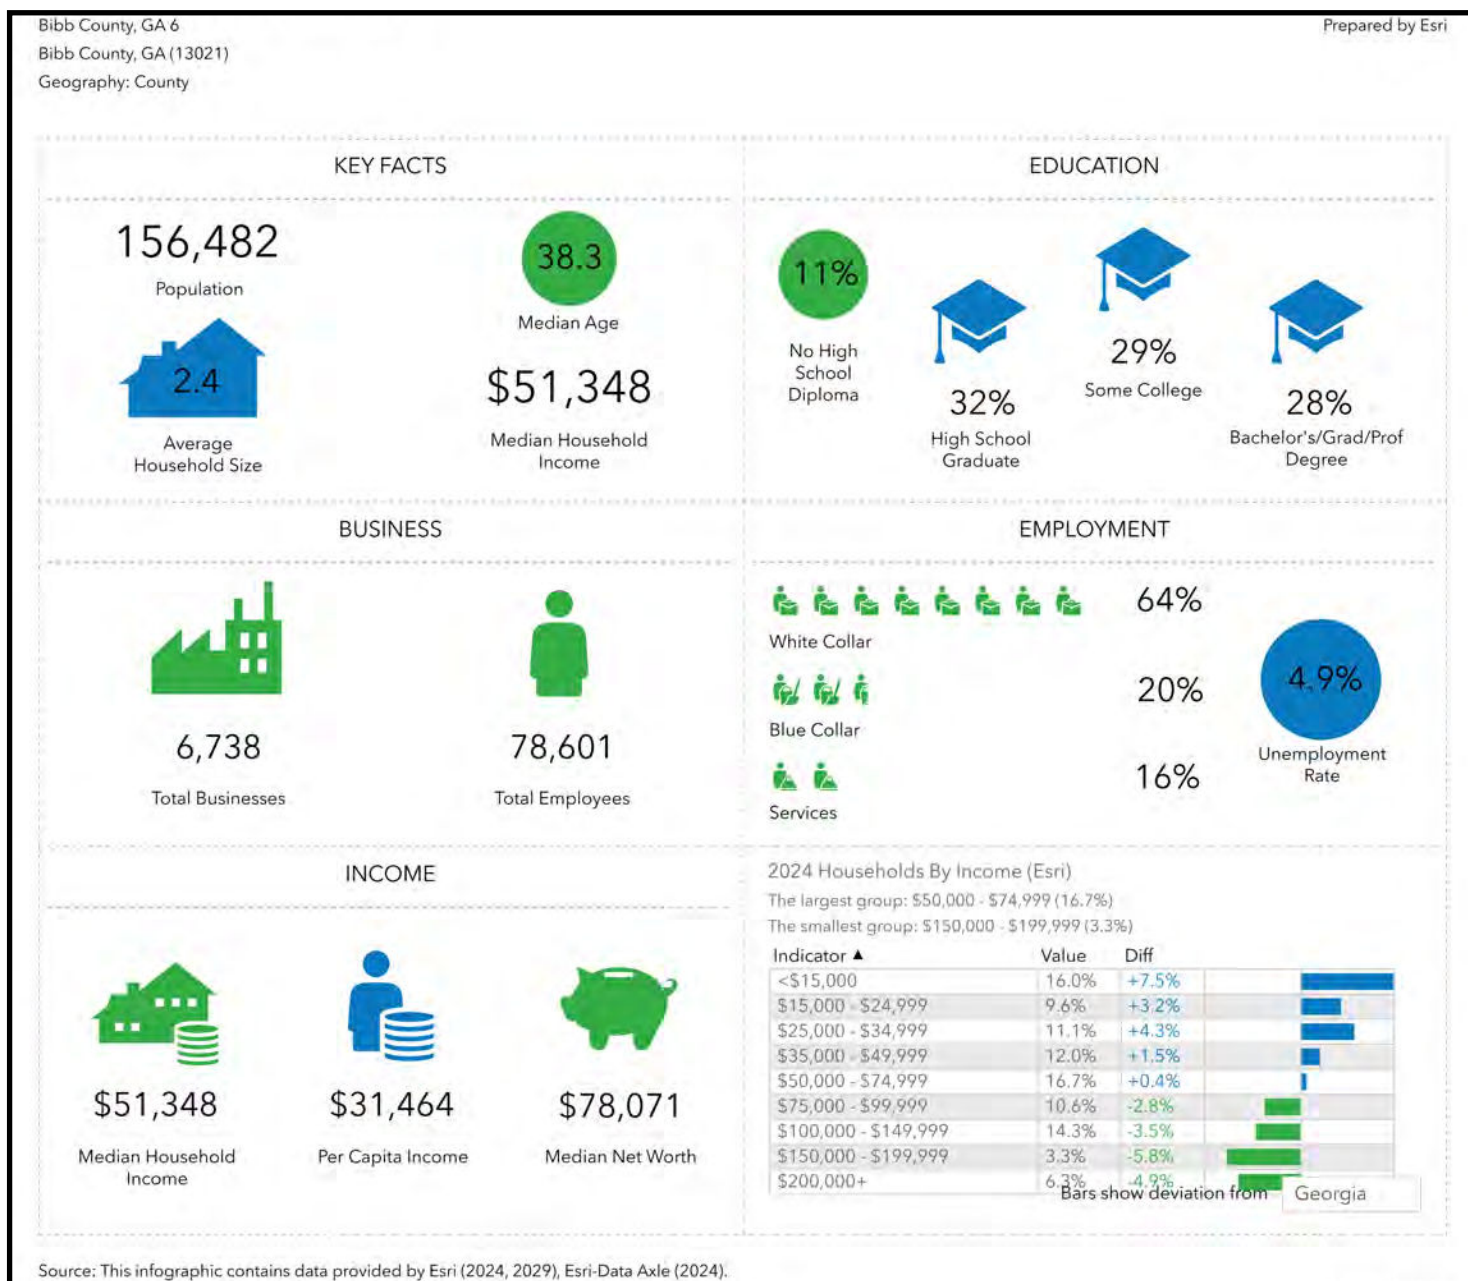 Bibb County, GA 6
Prepared by Esri
Bibb County, GA (13021)
Geography: County
KEY FACTS
156,482
Population
38.3
Median Age
2.4
Average
Household Size
$51,348
Median Household
Income
EDUCATION
11%
No High
School
Diploma
32%
High School
Graduate
29%
Some College
28%
Bachelor's/Grad/Prof
Degree
BUSINESS
6,738
Total Businesses
78,601
Total Employees
EMPLOYMENT
64%
White Collar
20%
Blue Collar
16%
Services
4.9%
Unemployment
Rate
INCOME
$51,348
Median Household
Income
$31,464
Per Capita Income
$78,071
Median Net Worth
2024 Households By Income (Esri)
The largest group: $50,000 - $74,999 (16.7%)
The smallest group: $150,000 - $199,999 (3.3%)
Indicator ▲ Value Diff
<$15,000 16.0% +7.5%
$15,000 - $24,999 9.6% +3.2%
$25,000 - $34,999 11.1% +4.3%
$35,000 - $49,999 12.0% +1.5%
$50,000 - $74,999 16.7% +0.4%
$75,000 - $99,999 10.6% -2.8%
$100,000 - $149,999 14.3% -3.5%
$150,000 - $199,999 3.3% -5.8%
$200,000+ 6.3% -4.9%
Bars show deviation from Georgia
Source: This infographic contains data provided by Esri (2024, 2029), Esri-Data Axle (2024).